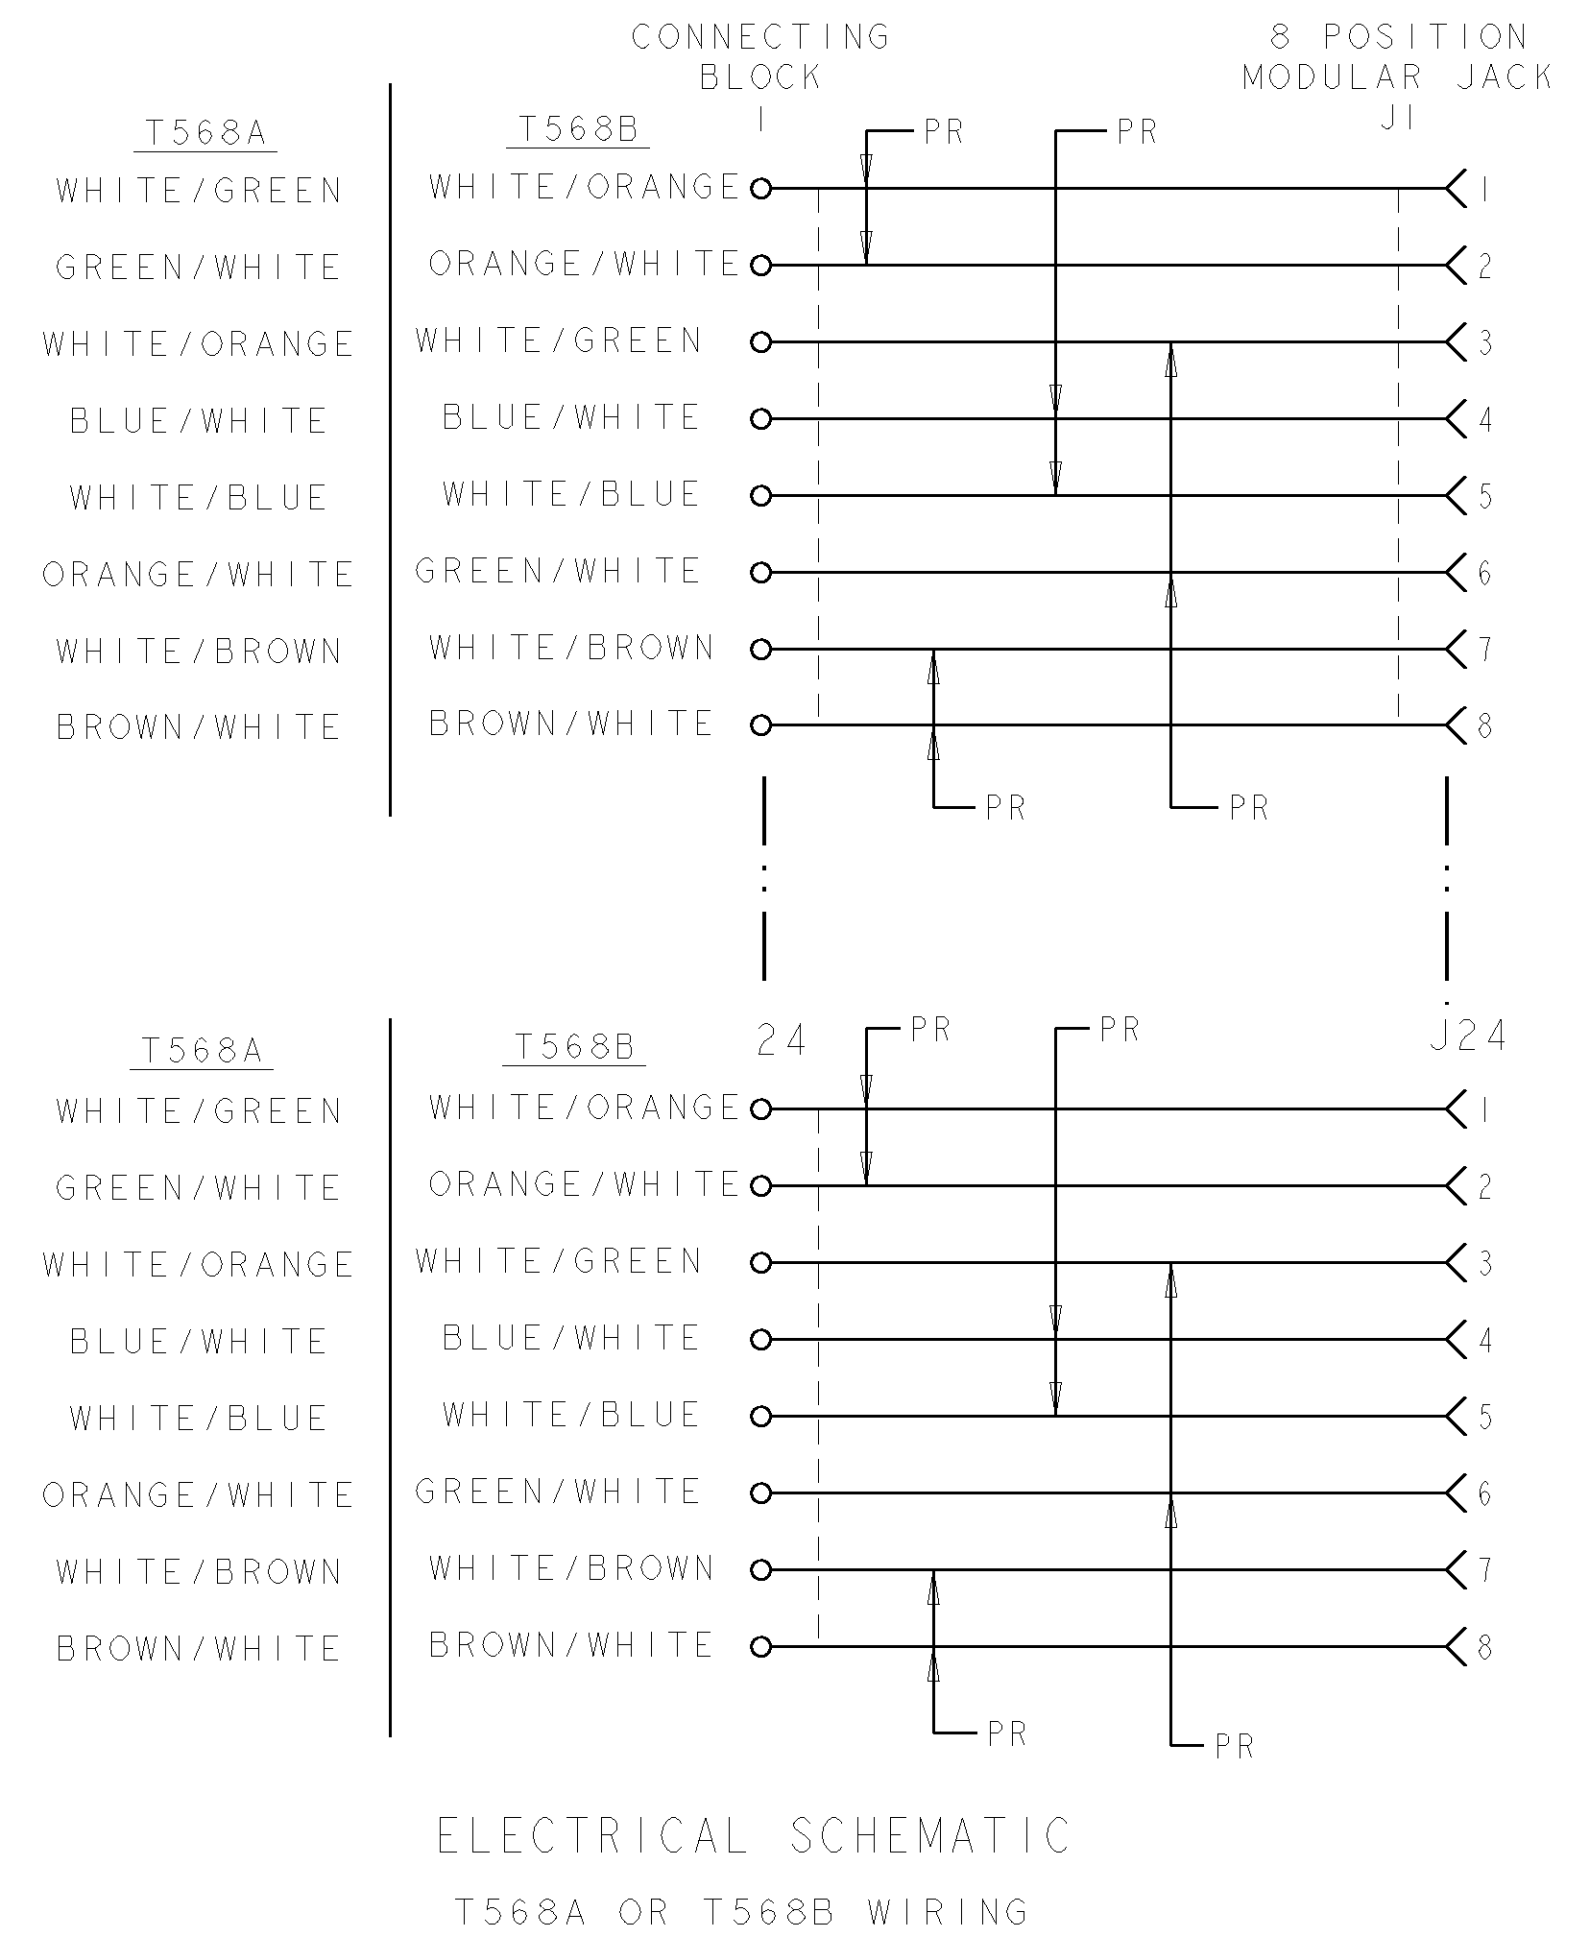 CONNECTING 8 POSITION
BLOCK MODULAR JACK
1 J1
T568A T568B PR PR
WHITE/GREEN WHITE/ORANGE 1
GREEN/WHITE ORANGE/WHITE 2
WHITE/ORANGE WHITE/GREEN 3
BLUE/WHITE BLUE/WHITE 4
WHITE/BLUE WHITE/BLUE 5
ORANGE/WHITE GREEN/WHITE 6
WHITE/BROWN WHITE/BROWN 7
BROWN/WHITE BROWN/WHITE 8
PR PR
T568A T568B 24 PR PR J24
WHITE/GREEN WHITE/ORANGE 1
GREEN/WHITE ORANGE/WHITE 2
WHITE/ORANGE WHITE/GREEN 3
BLUE/WHITE BLUE/WHITE 4
WHITE/BLUE WHITE/BLUE 5
ORANGE/WHITE GREEN/WHITE 6
WHITE/BROWN WHITE/BROWN 7
BROWN/WHITE BROWN/WHITE 8
PR PR
ELECTRICAL SCHEMATIC
T568A OR T568B WIRING